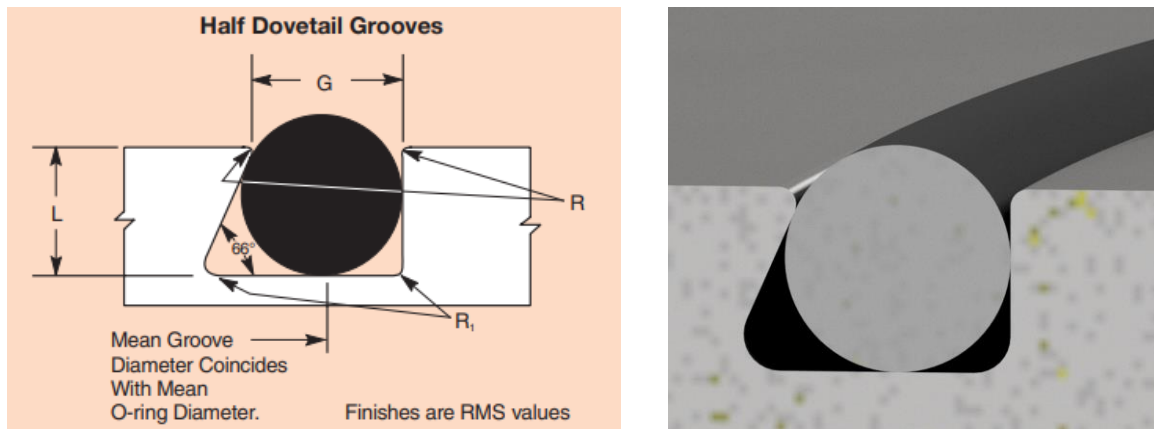 Half Dovetail Grooves
G
L
R
66°
R₁
Mean Groove
Diameter Coincides
With Mean
O-ring Diameter.
Finishes are RMS values